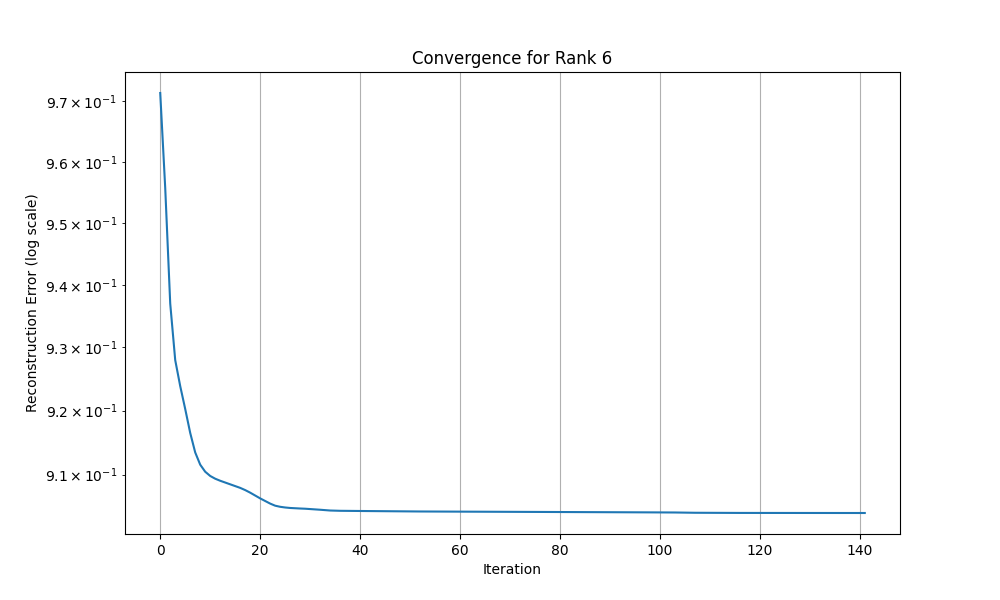 Convergence for Rank 6
Reconstruction Error (log scale)
9.7 × 10⁻¹
9.6 × 10⁻¹
9.5 × 10⁻¹
9.4 × 10⁻¹
9.3 × 10⁻¹
9.2 × 10⁻¹
9.1 × 10⁻¹
0 20 40 60 80 100 120 140
Iteration